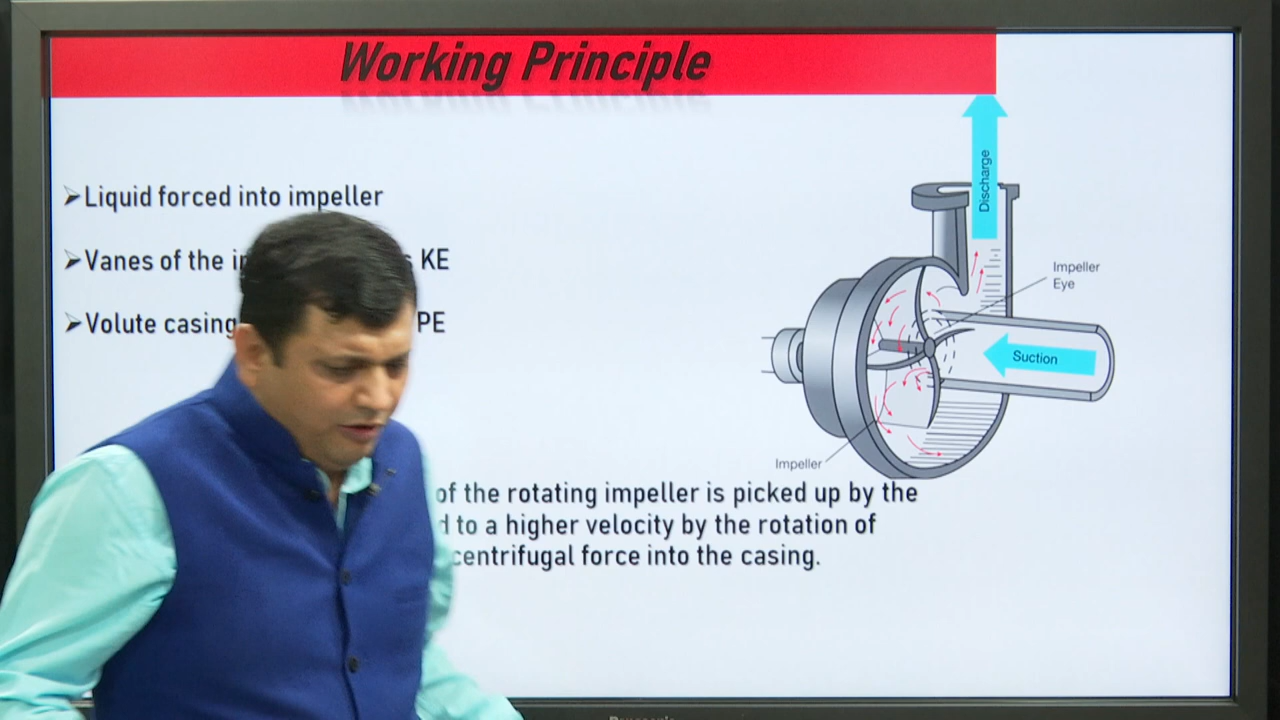 Working Principle
➢Liquid forced into impeller
➢Vanes of the KE
➢Volute casing PE
Discharge
Impeller
Eye
Suction
Impeller
of the rotating impeller is picked up by the
to a higher velocity by the rotation of
centrifugal force into the casing.